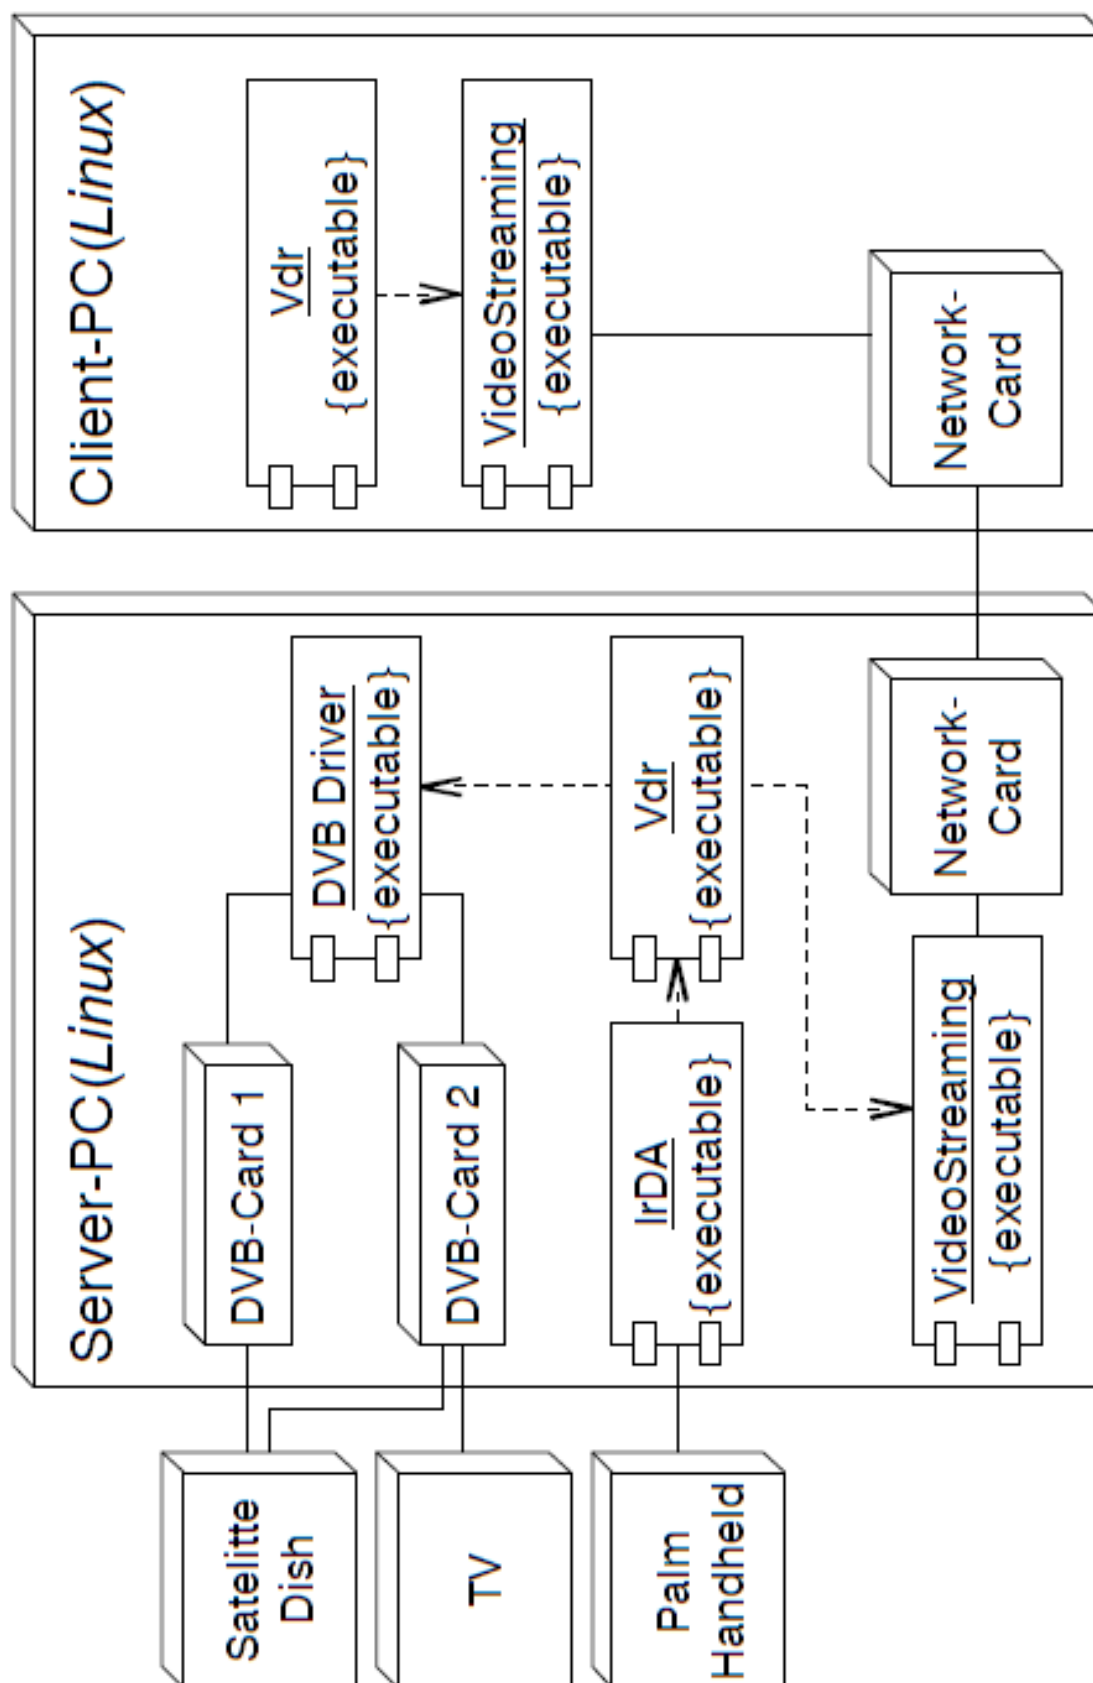 Server-PC(Linux)
Client-PC(Linux)
Satelitte
Dish
TV
Palm
Handheld
DVB-Card 1
DVB-Card 2
DVB Driver
{executable}
IrDA
{executable}
Vdr
{executable}
VideoStreaming
{executable}
Network-
Card
Vdr
{executable}
VideoStreaming
{executable}
Network-
Card